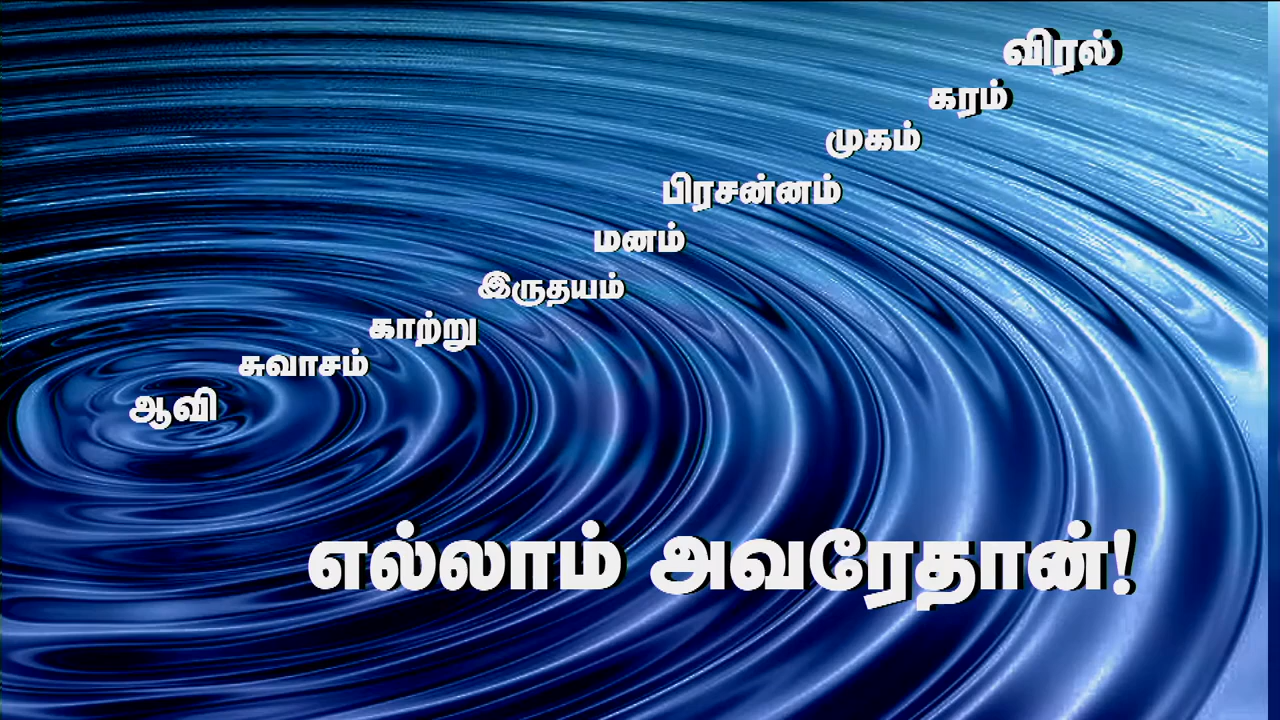 விரல்
கரம்
முகம்
பிரசன்னம்
மனம்
இருதயம்
காற்று
சுவாசம்
ஆவி
எல்லாம் அவரேதான்!